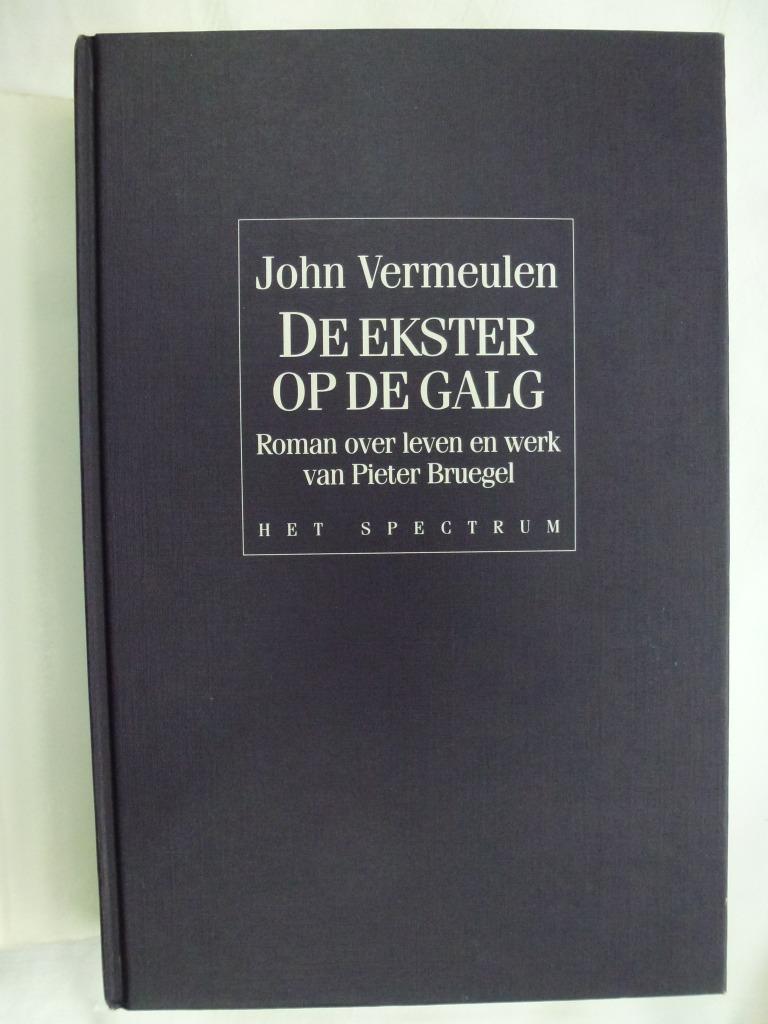 John Vermeulen
DE EKSTER
OP DE GALG
Roman over leven en werk
van Pieter Bruegel
HET SPECTRUM